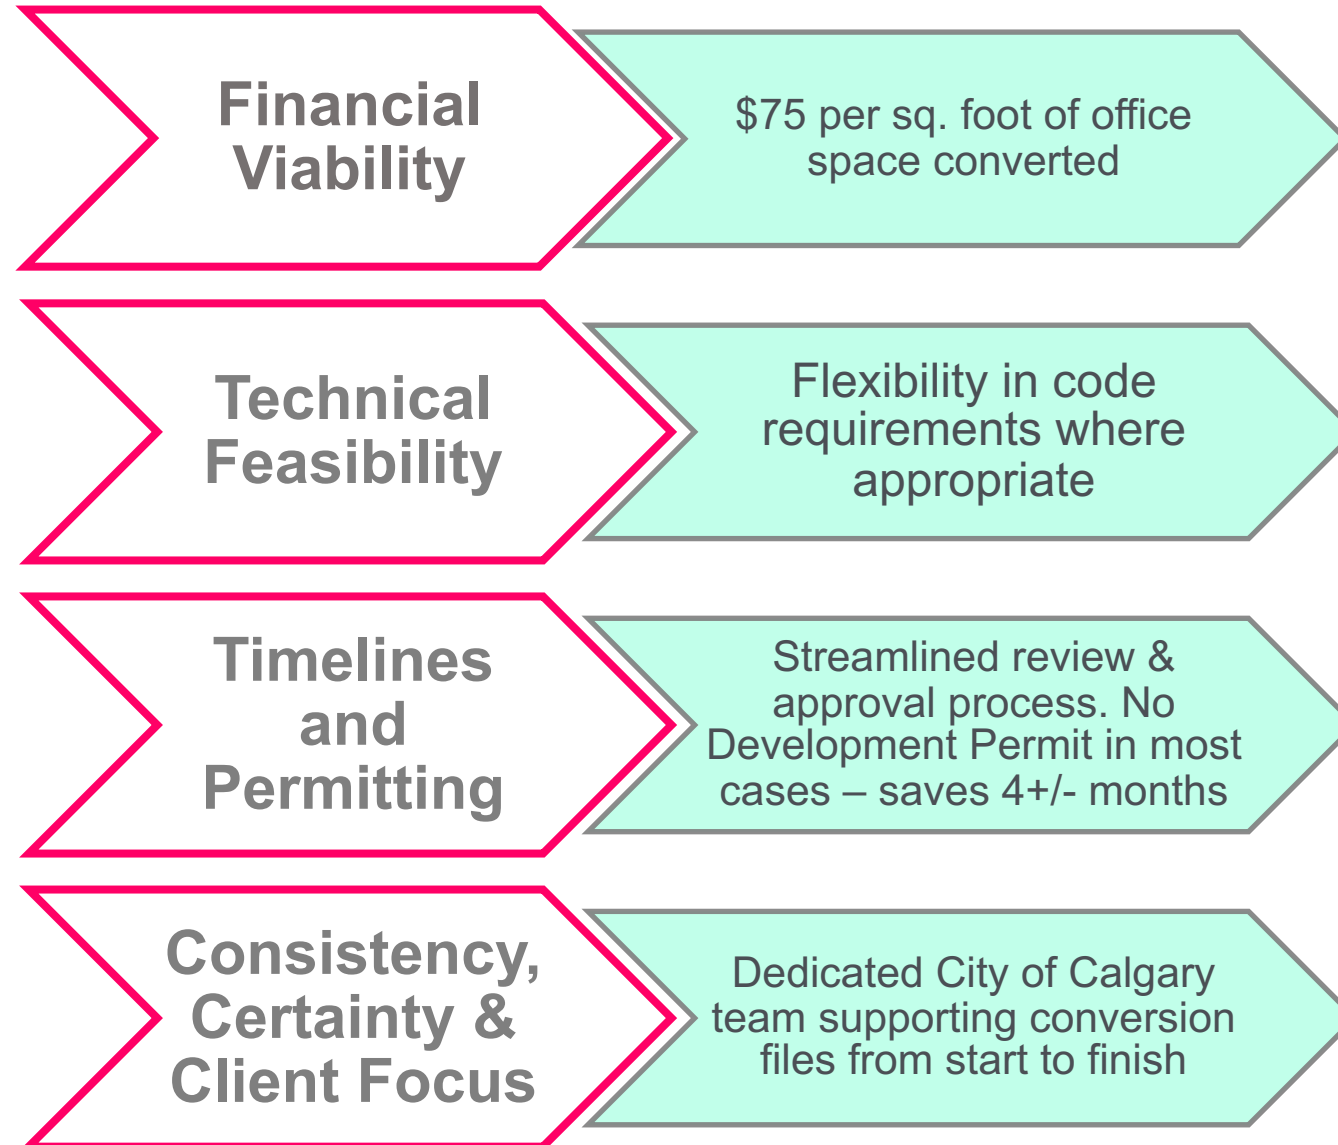 Financial
Viability
$75 per sq. foot of office
space converted
Technical
Feasibility
Flexibility in code
requirements where
appropriate
Timelines
and
Permitting
Streamlined review &
approval process. No
Development Permit in most
cases – saves 4+/- months
Consistency,
Certainty &
Client Focus
Dedicated City of Calgary
team supporting conversion
files from start to finish